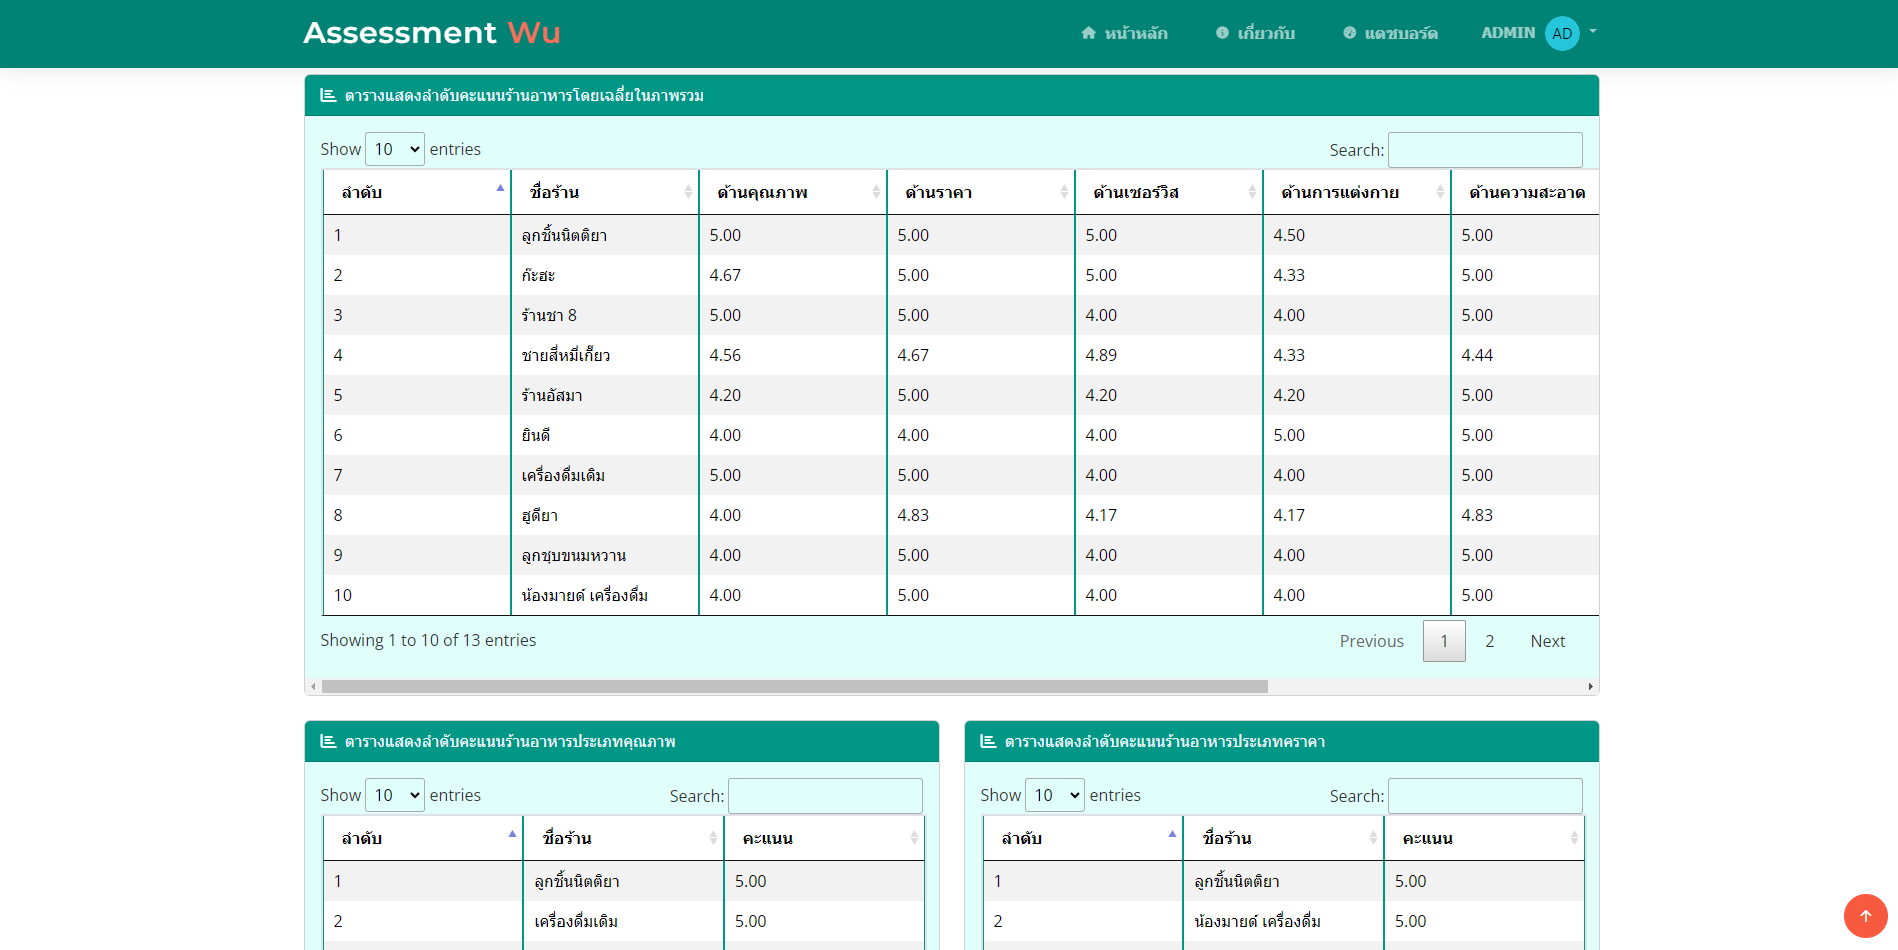 Assessment Wu
หน้าหลัก เกี่ยวกับ แดชบอร์ด ADMIN AD
ตารางแสดงลำดับคะแนนร้านอาหารโดยเฉลี่ยในภาพรวม
Show 10 entries Search:
ลำดับ ชื่อร้าน ด้านคุณภาพ ด้านราคา ด้านเซอร์วิส ด้านการแต่งกาย ด้านความสะอาด
1 ลูกชิ้นนิตติยา 5.00 5.00 5.00 4.50 5.00
2 ก๊ะฮะ 4.67 5.00 5.00 4.33 5.00
3 ร้านชา 8 5.00 5.00 4.00 4.00 5.00
4 ชายสี่หมี่เกี๊ยว 4.56 4.67 4.89 4.33 4.44
5 ร้านอัสมา 4.20 5.00 4.20 4.20 5.00
6 ยินดี 4.00 4.00 4.00 5.00 5.00
7 เครื่องดื่มเดิม 5.00 5.00 4.00 4.00 5.00
8 ฮูดียา 4.00 4.83 4.17 4.17 4.83
9 ลูกชุบขนมหวาน 4.00 5.00 4.00 4.00 5.00
10 น้องมายด์ เครื่องดื่ม 4.00 5.00 4.00 4.00 5.00
Showing 1 to 10 of 13 entries Previous 1 2 Next
ตารางแสดงลำดับคะแนนร้านอาหารประเภทคุณภาพ
Show 10 entries Search:
ลำดับ ชื่อร้าน คะแนน
1 ลูกชิ้นนิตติยา 5.00
2 เครื่องดื่มเดิม 5.00
ตารางแสดงลำดับคะแนนร้านอาหารประเภทคราคา
Show 10 entries Search:
ลำดับ ชื่อร้าน คะแนน
1 ลูกชิ้นนิตติยา 5.00
2 น้องมายด์ เครื่องดื่ม 5.00